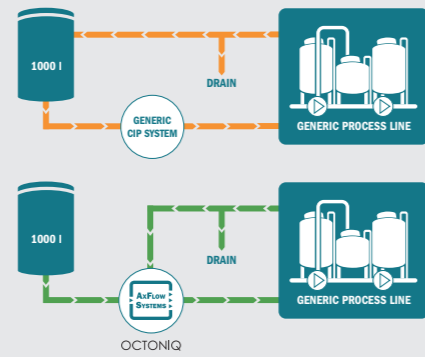 1000 l
DRAIN
GENERIC
CIP SYSTEM
GENERIC PROCESS LINE
1000 l
DRAIN
AxFlow
Systems
GENERIC PROCESS LINE
OCTONIQ